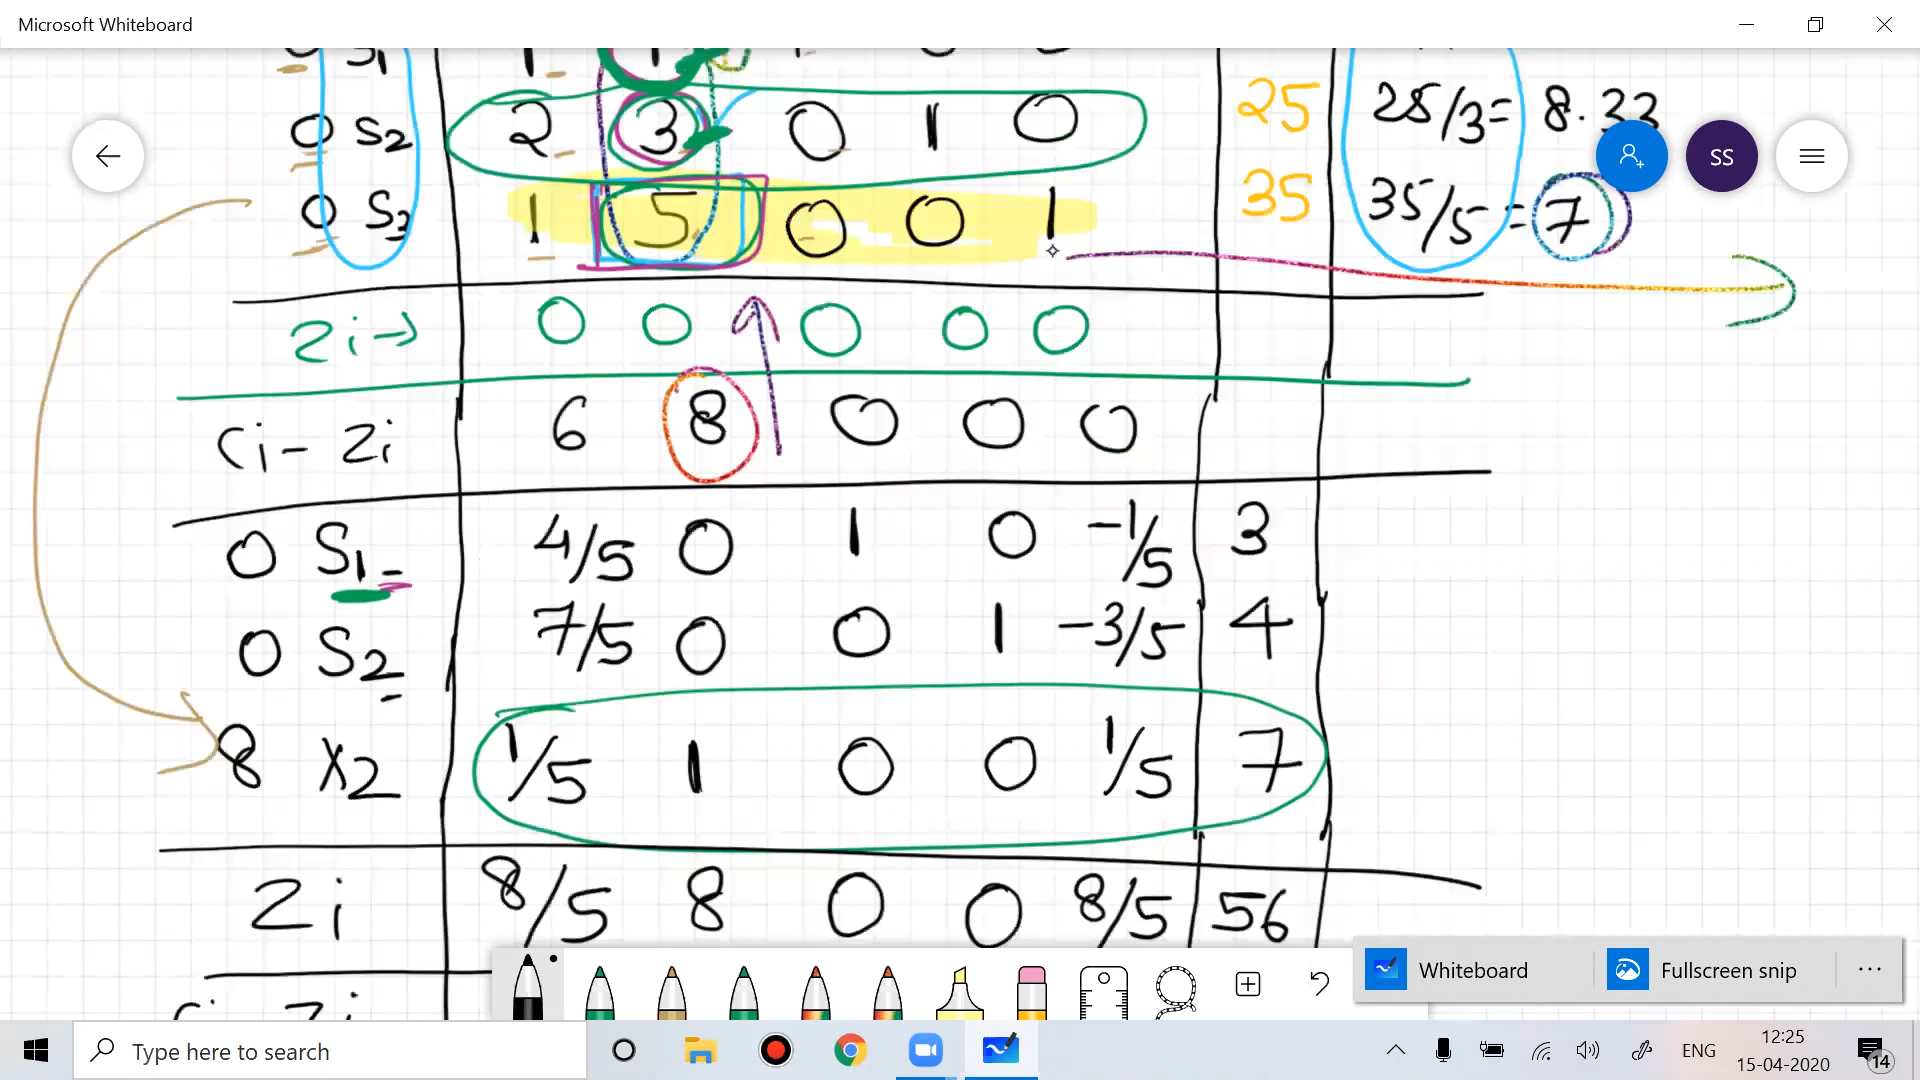 Microsoft Whiteboard
0 S2 2 3 0 1 0 25 25/3= 8.33
SS
0 S3 1 5 0 0 1 35 35/5 = 7
Zi→ 0 0 0 0 0
Ci - Zi 6 8 0 0 0
0 S1 4/5 0 1 0 -1/5 3
0 S2 7/5 0 0 1 -3/5 4
8 X2 1/5 1 0 0 1/5 7
Zi 8/5 8 0 0 8/5 56
Whiteboard
Fullscreen snip
Type here to search
ENG
12:25
15-04-2020
14